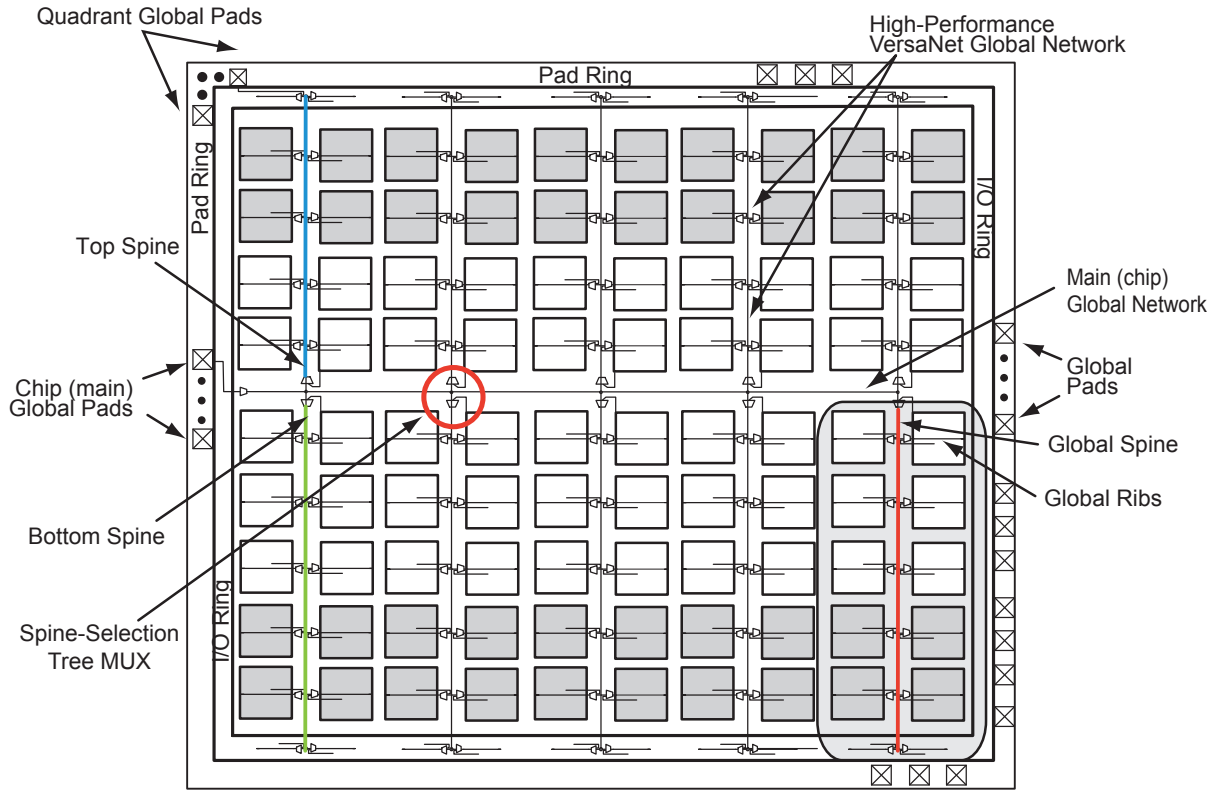 Quadrant Global Pads
High-Performance
VersaNet Global Network
Pad Ring
Pad Ring
I/O Ring
Top Spine
Main (chip)
Global Network
Chip (main)
Global Pads
Global
Pads
Global Spine
Global Ribs
Bottom Spine
I/O Ring
Spine-Selection
Tree MUX